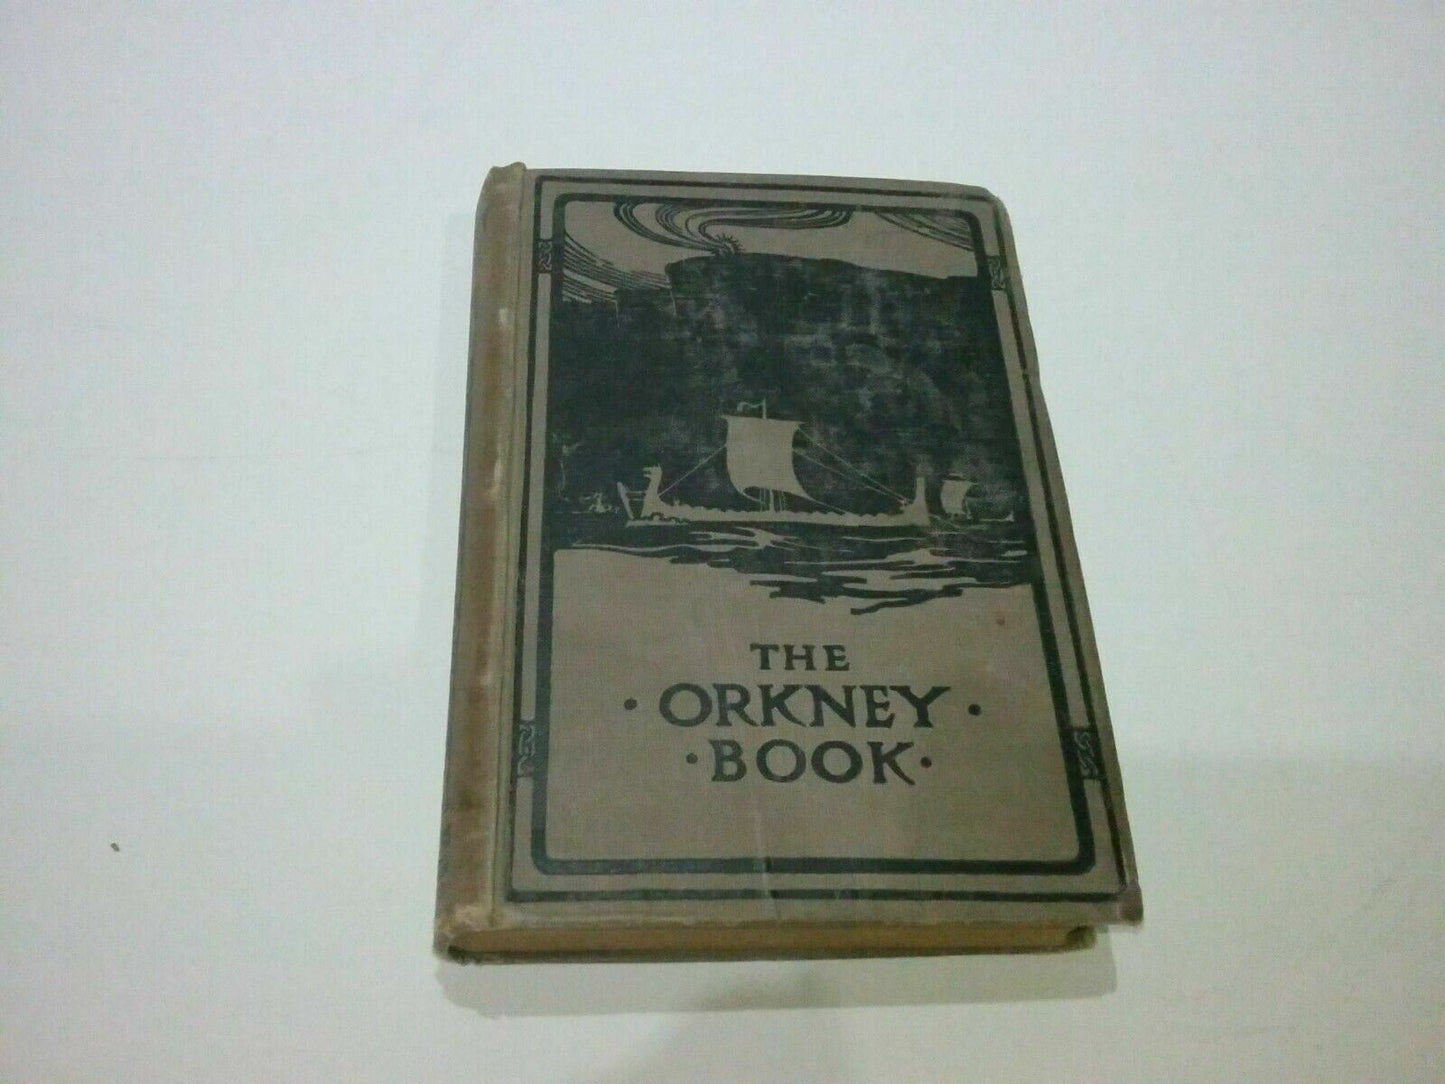 THE
· ORKNEY ·
· BOOK ·